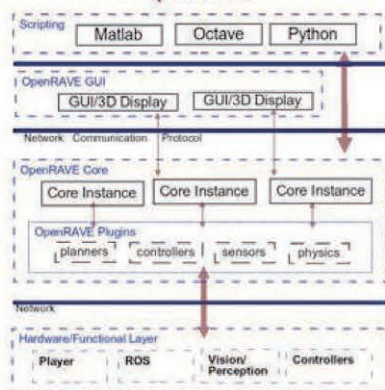 Scripting
Matlab Octave Python
OpenRAVE GUI
GUI/3D Display GUI/3D Display
Network Communication Protocol
OpenRAVE Core
Core Instance Core Instance Core Instance
OpenRAVE Plugins
planners controllers sensors physics
Network
Hardware/Functional Layer
Player ROS Vision/ Controllers
Perception